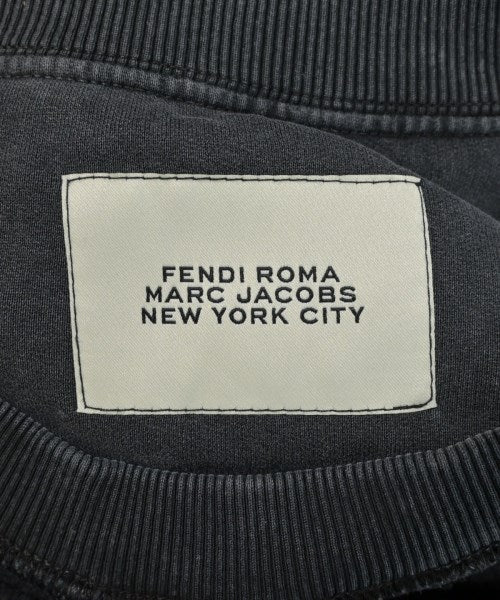 FENDI ROMA
MARC JACOBS
NEW YORK CITY